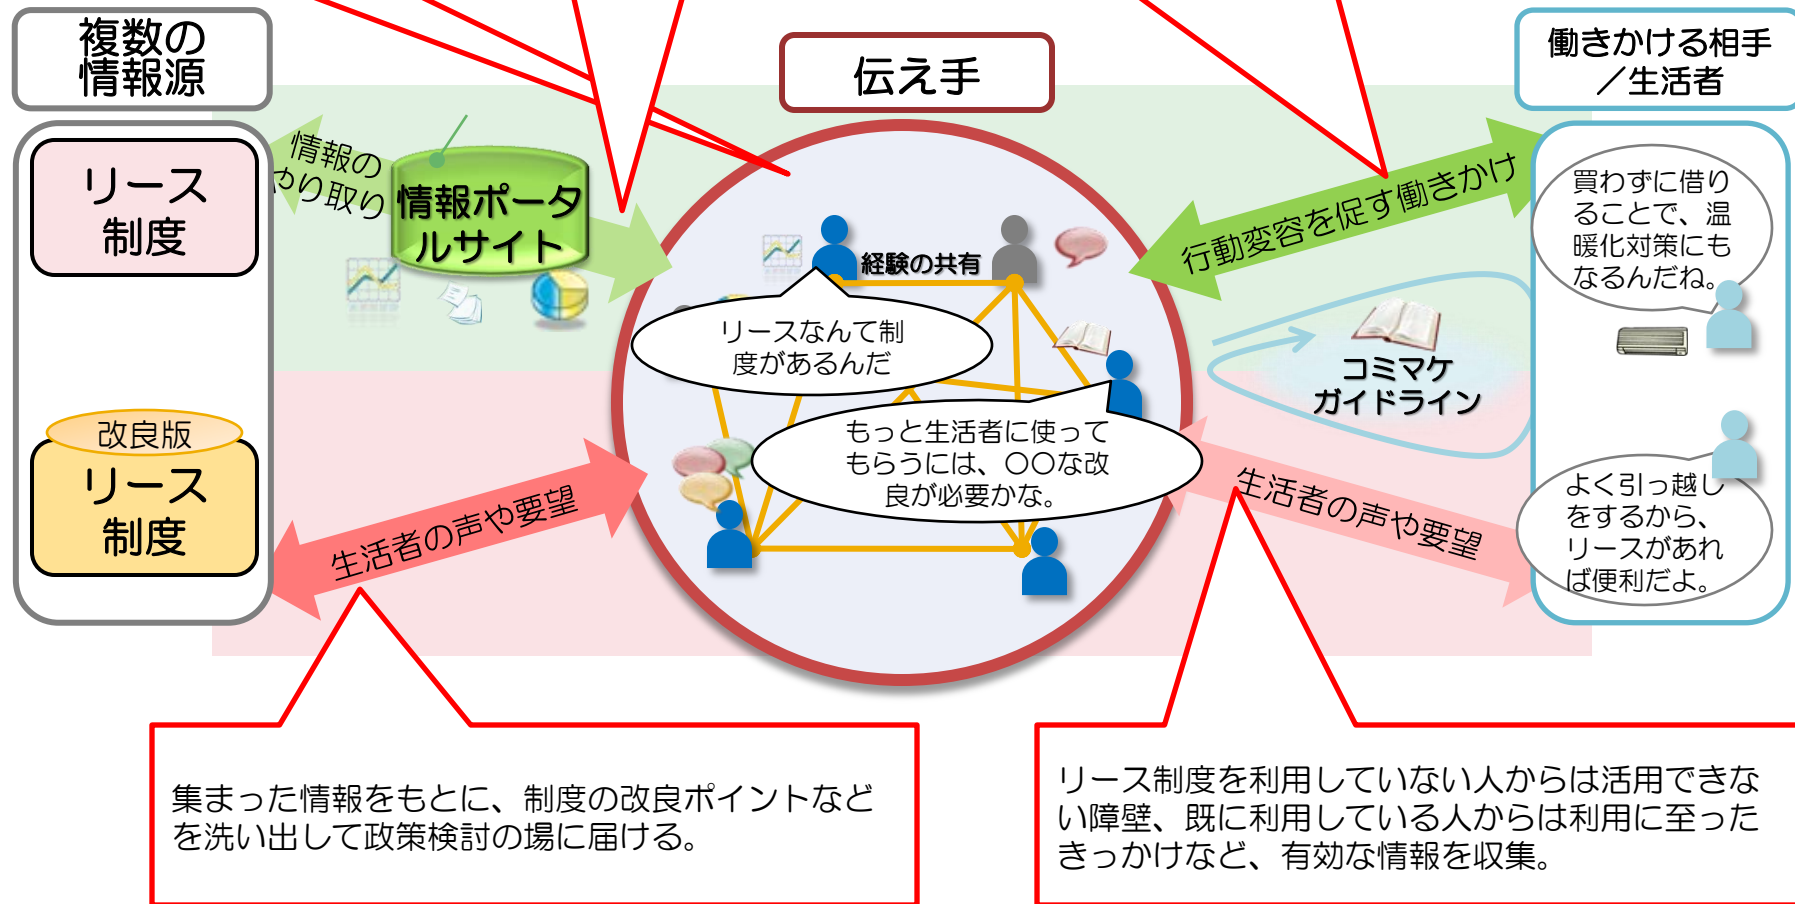 複数の
情報源
伝え手
働きかける相手
／生活者
リース
制度
改良版
リース
制度
情報の
やり取り
情報ポータ
ルサイト
経験の共有
リースなんて制
度があるんだ
もっと生活者に使って
もらうには、〇〇な改
良が必要かな。
行動変容を促す働きかけ
コミマケ
ガイドライン
買わずに借り
ることで、温
暖化対策にも
なるんだね。
よく引っ越し
をするから、
リースがあれ
ば便利だよ。
生活者の声や要望
生活者の声や要望
集まった情報をもとに、制度の改良ポイントなど
を洗い出して政策検討の場に届ける。
リース制度を利用していない人からは活用できな
い障壁、既に利用している人からは利用に至った
きっかけなど、有効な情報を収集。